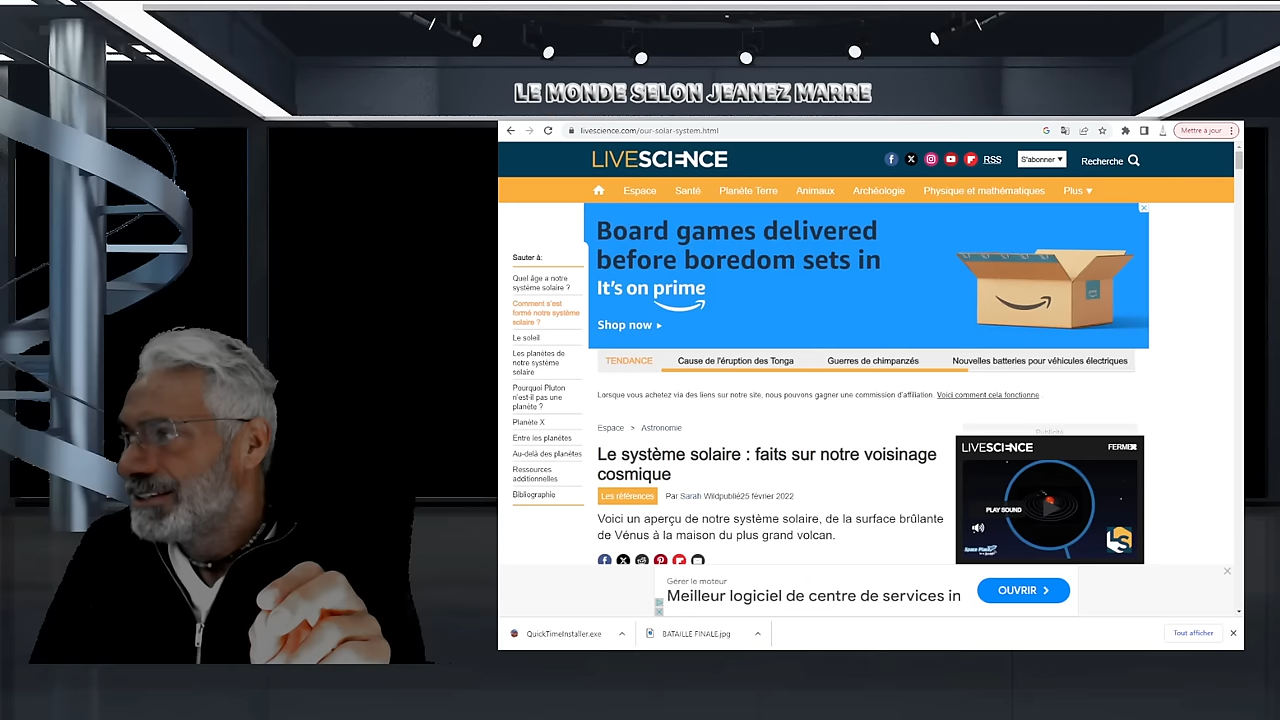 LE MONDE SELON JEANEZ MARRE
livescience.com/our-solar-system.html
Mettre à jour
LIVESCIENCE
RSS
S'abonner ▼
Recherche
Espace
Santé
Planète Terre
Animaux
Archéologie
Physique et mathématiques
Plus ▼
Board games delivered
before boredom sets in
It's on prime
Shop now ▸
prime
Sauter à:
Quel âge a notre
système solaire ?
Comment s'est
formé notre système
solaire ?
Le soleil
Les planètes de
notre système
solaire
Pourquoi Pluton
n'est-il pas une
planète ?
Planète X
Entre les planètes
Au-delà des planètes
Ressources
additionnelles
Bibliographie
TENDANCE
Cause de l'éruption des Tonga
Guerres de chimpanzés
Nouvelles batteries pour véhicules électriques
Lorsque vous achetez via des liens sur notre site, nous pouvons gagner une commission d'affiliation. Voici comment cela fonctionne
Espace > Astronomie
Le système solaire : faits sur notre voisinage
cosmique
Les références
Par Sarah Wildpublié25 février 2022
Voici un aperçu de notre système solaire, de la surface brûlante
de Vénus à la maison du plus grand volcan.
Publicité
LIVESCIENCE
FERMER
PLAY SOUND
LS
Gérer le moteur
Meilleur logiciel de centre de services in
OUVRIR
QuickTimeInstaller.exe
BATAILLE FINALE.jpg
Tout afficher